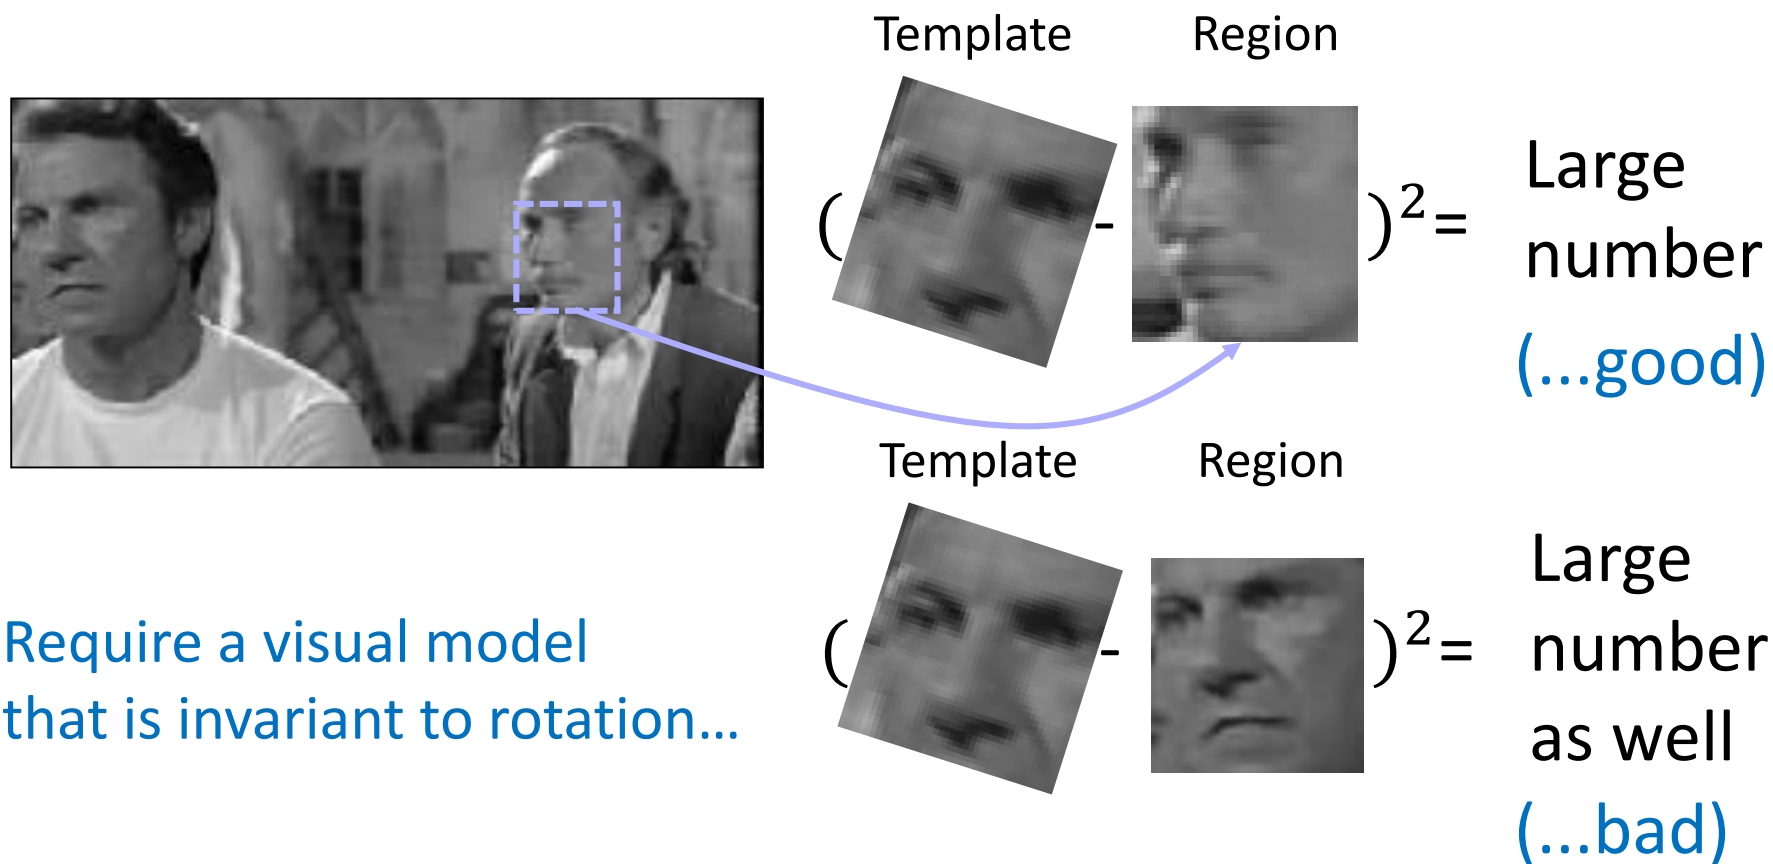 Template Region
( - )² =
Large
number
(...good)
Template Region
( - )² =
Large
number
as well
(...bad)
Require a visual model
that is invariant to rotation...